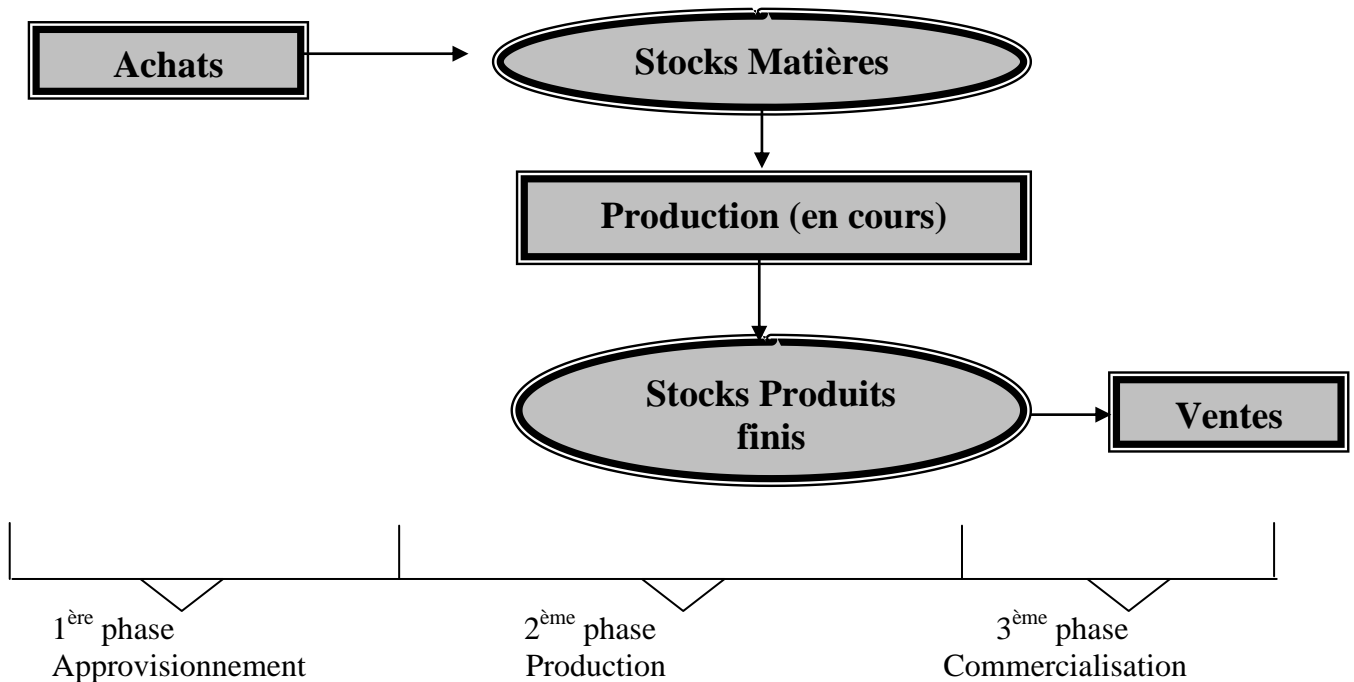 Achats
Stocks Matières
Production (en cours)
Stocks Produits
finis
Ventes
1ère phase
Approvisionnement
2ème phase
Production
3ème phase
Commercialisation